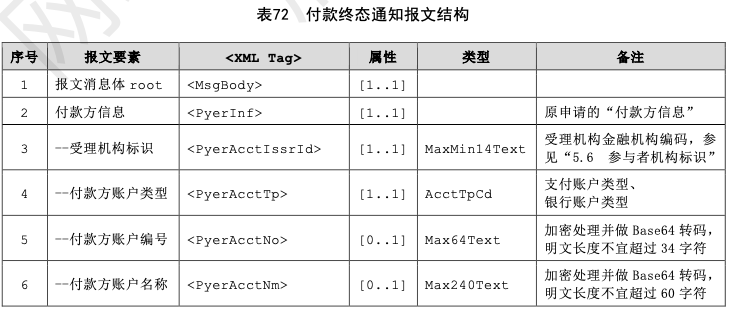 表72　付款终态通知报文结构
序号 报文要素 <XML Tag> 属性 类型 备注
1 报文消息体 root <MsgBody> [1..1]
2 付款方信息 <PyerInf> [1..1] 原申请的“付款方信息”
3 --受理机构标识 <PyerAcctIssrId> [1..1] MaxMin14Text 受理机构金融机构编码，参
见“5.6　参与者机构标识”
4 --付款方账户类型 <PyerAcctTp> [1..1] AcctTpCd 支付账户类型、
银行账户类型
5 --付款方账户编号 <PyerAcctNo> [0..1] Max64Text 加密处理并做 Base64 转码，
明文长度不宜超过 34 字符
6 --付款方账户名称 <PyerAcctNm> [0..1] Max240Text 加密处理并做 Base64 转码，
明文长度不宜超过 60 字符